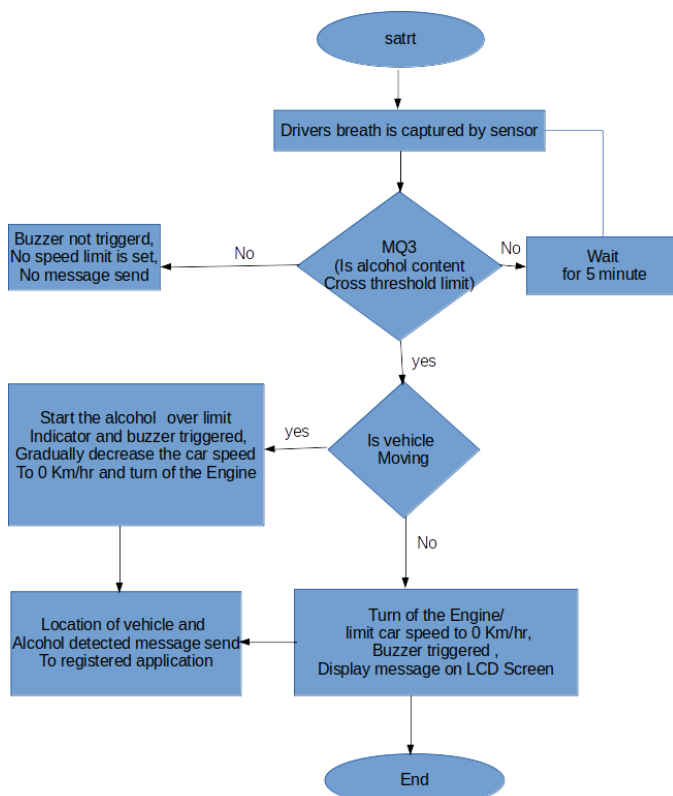 satrt
Drivers breath is captured by sensor
Buzzer not triggerd,
No speed limit is set,
No message send
No
MQ3
(Is alcohol content
Cross threshold limit)
No
Wait
for 5 minute
yes
Start the alcohol over limit
Indicator and buzzer triggered,
Gradually decrease the car speed
To 0 Km/hr and turn of the Engine
yes
Is vehicle
Moving
No
Location of vehicle and
Alcohol detected message send
To registered application
Turn of the Engine/
limit car speed to 0 Km/hr,
Buzzer triggered ,
Display message on LCD Screen
End